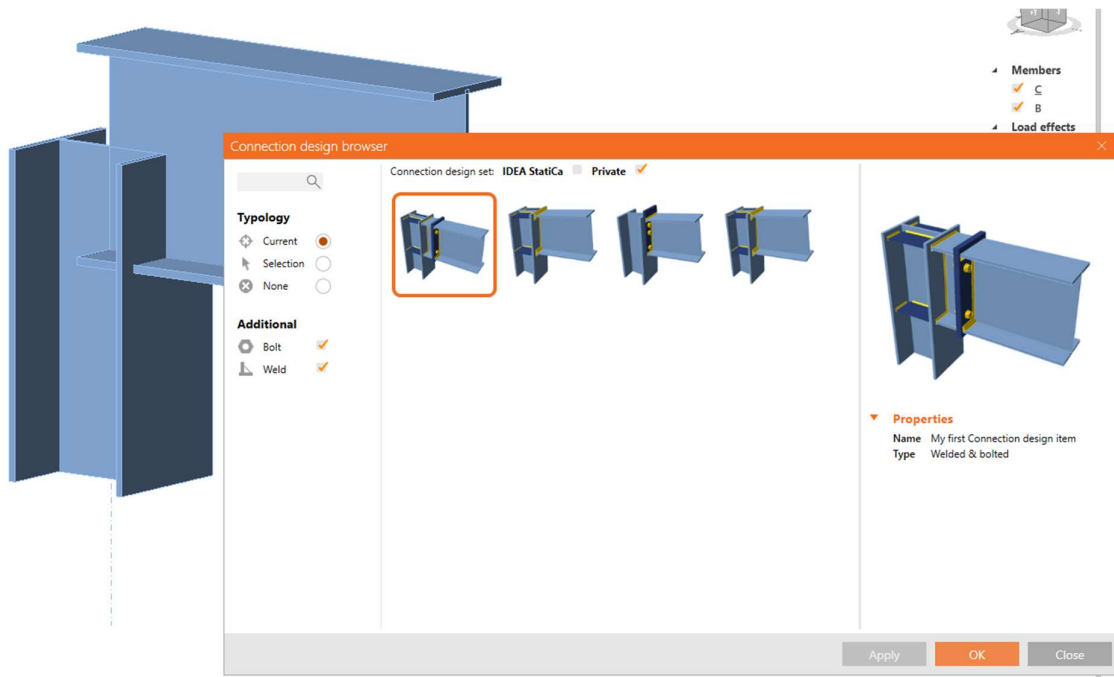 Members
C
B
Load effects
Connection design browser
Connection design set: IDEA StatiCa Private
Typology
Current
Selection
None
Additional
Bolt
Weld
Properties
Name My first Connection design item
Type Welded & bolted
Apply OK Close